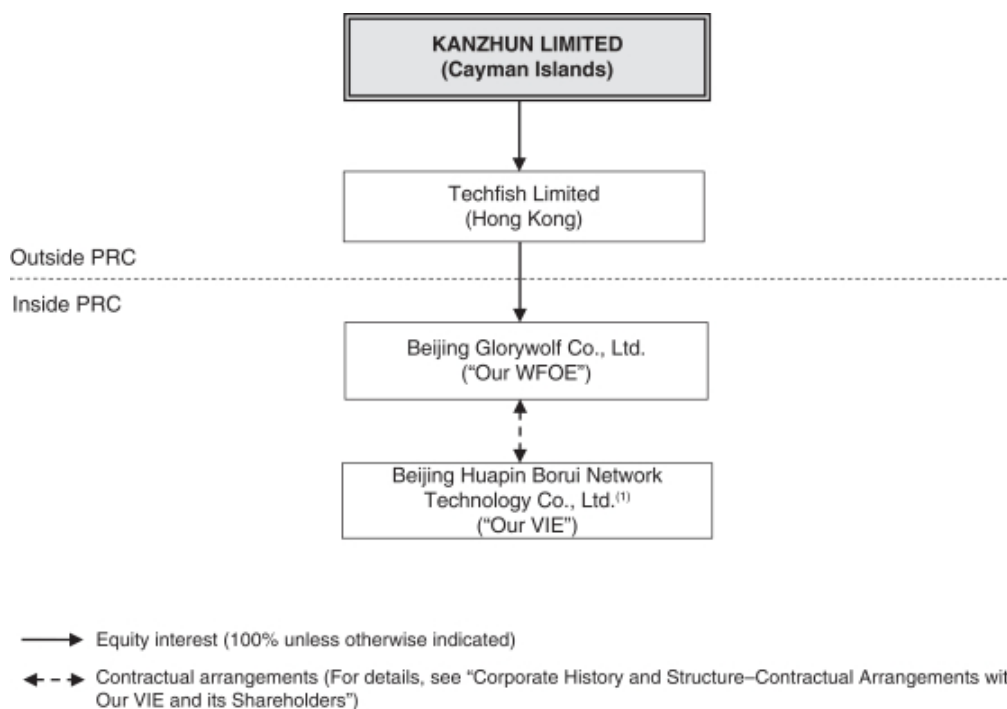 KANZHUN LIMITED
(Cayman Islands)
Techfish Limited
(Hong Kong)
Outside PRC
Inside PRC
Beijing Glorywolf Co., Ltd.
(“Our WFOE”)
Beijing Huapin Borui Network
Technology Co., Ltd.(1)
(“Our VIE”)
Equity interest (100% unless otherwise indicated)
Contractual arrangements (For details, see “Corporate History and Structure–Contractual Arrangements wit
Our VIE and its Shareholders”)